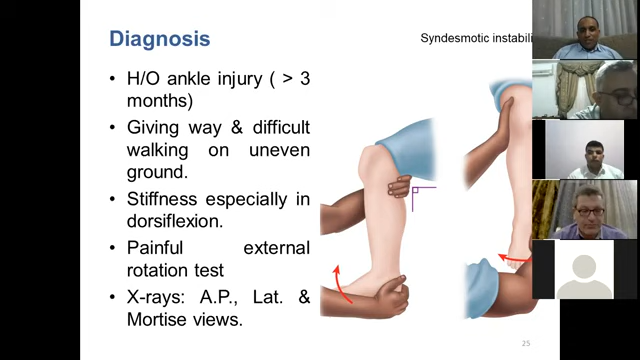 Diagnosis
Syndesmotic instabili
• H/O ankle injury ( > 3
months)
• Giving way & difficult
walking on uneven
ground.
• Stiffness especially in
dorsiflexion.
• Painful external
rotation test
• X-rays: A.P., Lat. &
Mortise views.
25